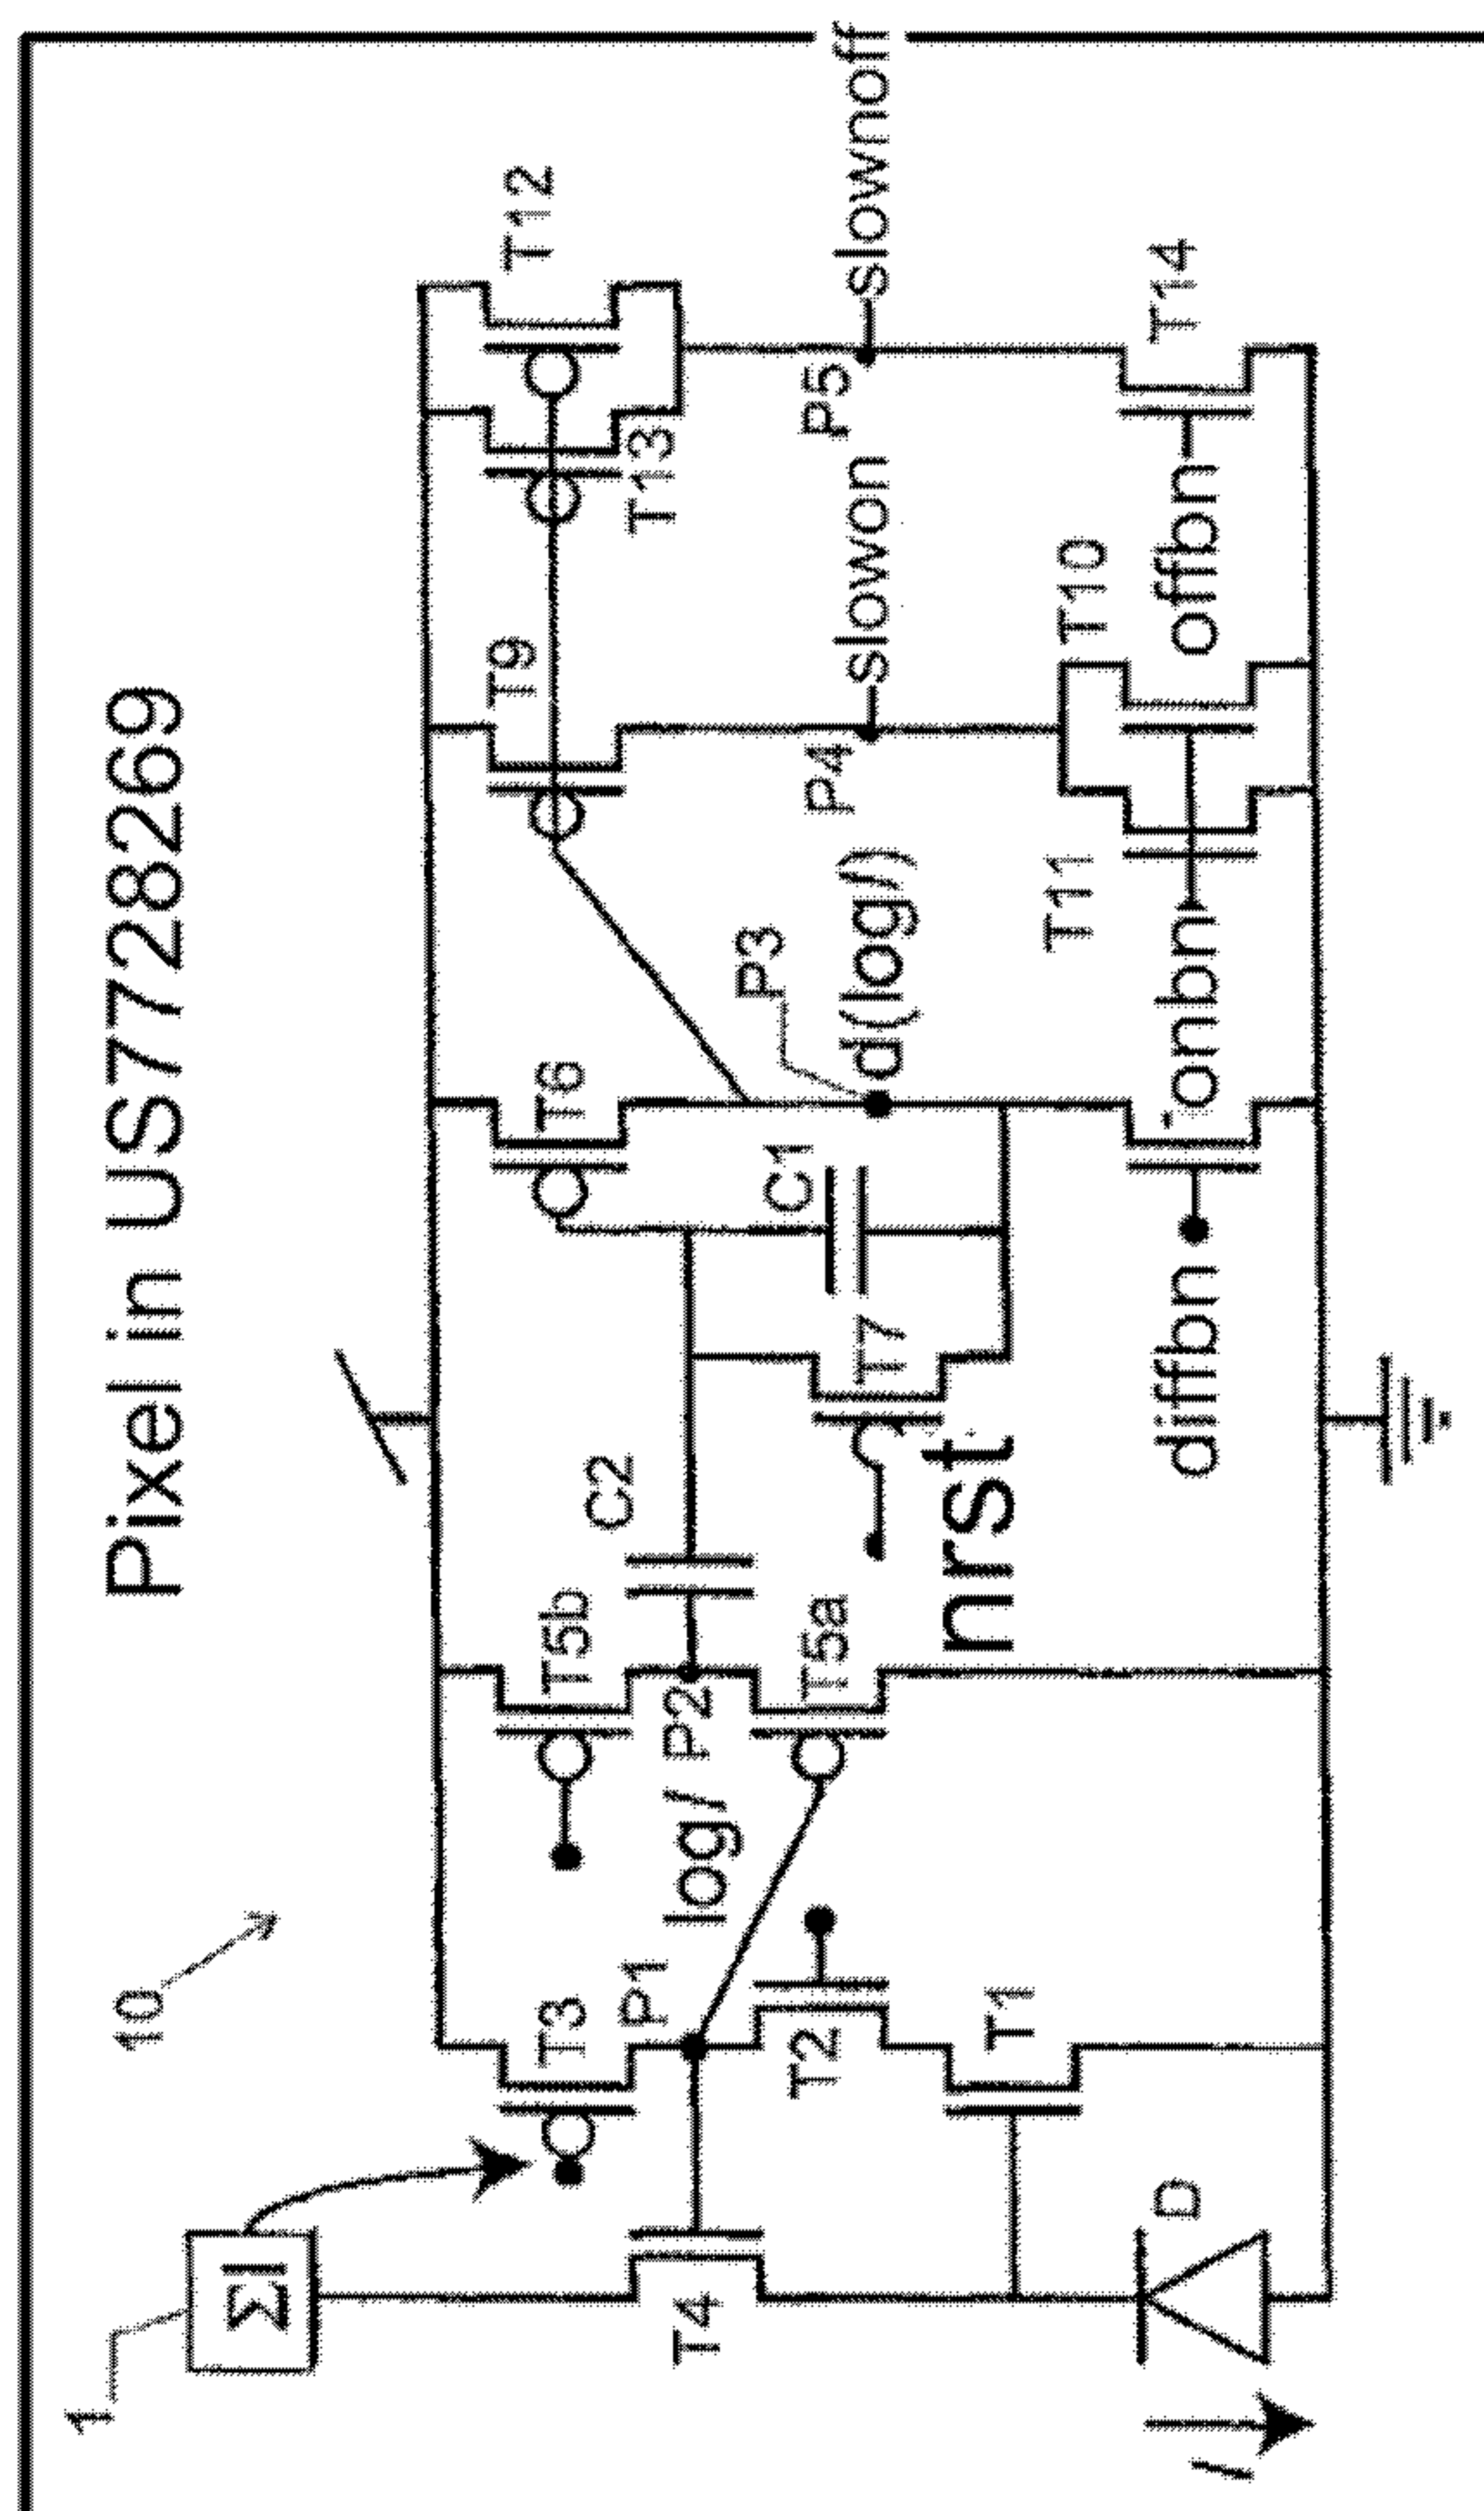 Pixel in US7728269
10
1
ΣI
T3
T5b
C2
T6
T9
T13
T12
P1
log I
P2
T4
T2
T5a
T7
C1
P3
d(log I)
P4
slowon
P5
slownoff
nrst
T1
T11
T10
T14
D
I
diffbn
onbn
offbn